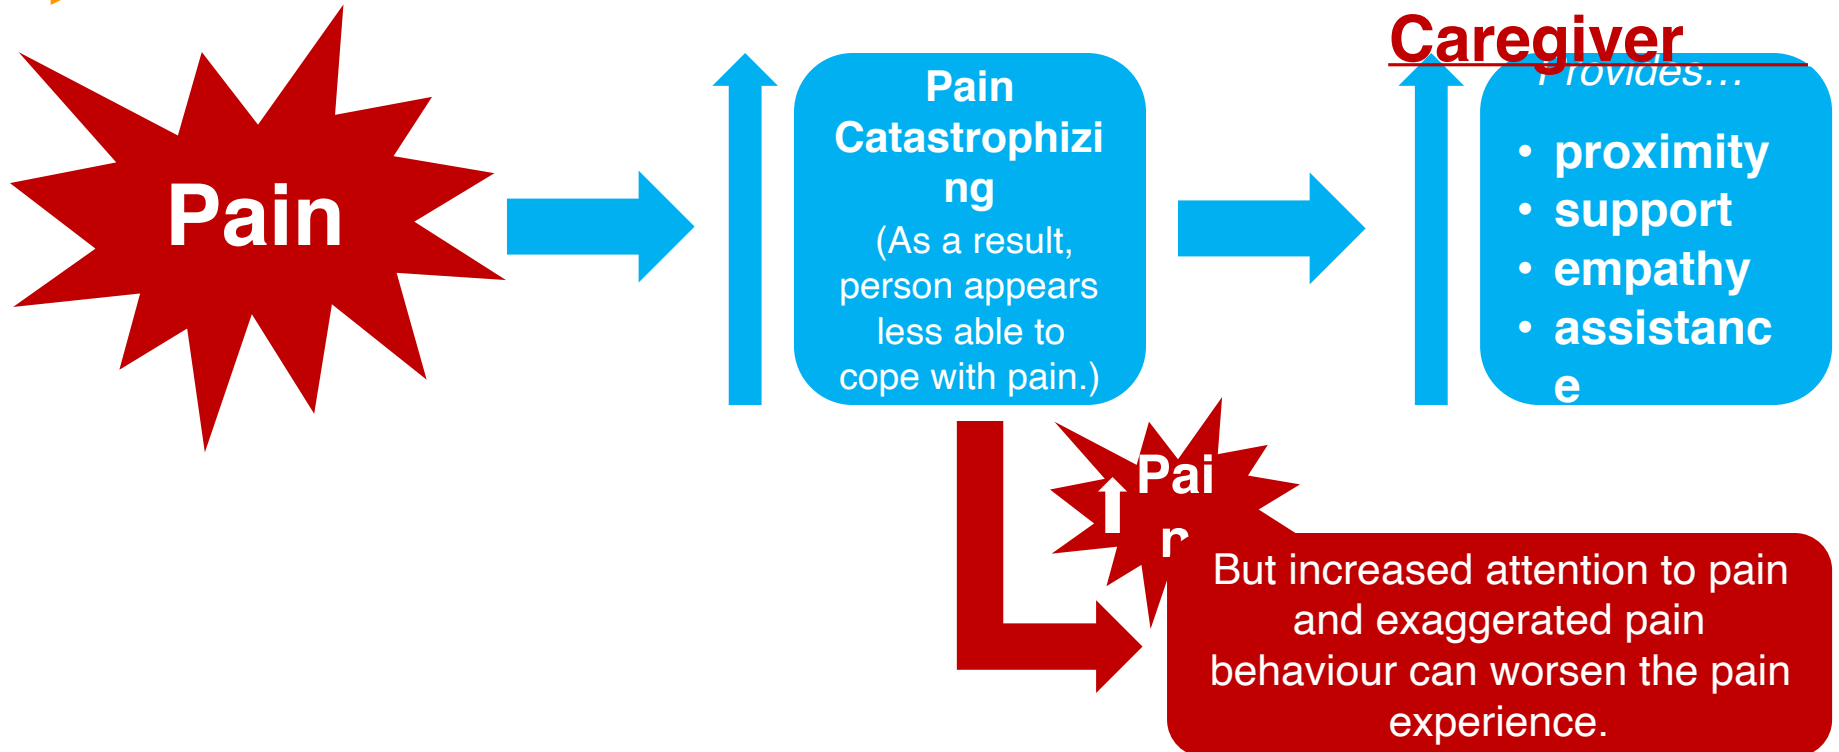 Pain
Pain
Catastrophizi
ng
(As a result,
person appears
less able to
cope with pain.)
Caregiver
Provides…
• proximity
• support
• empathy
• assistanc
e
Pai
n
But increased attention to pain
and exaggerated pain
behaviour can worsen the pain
experience.